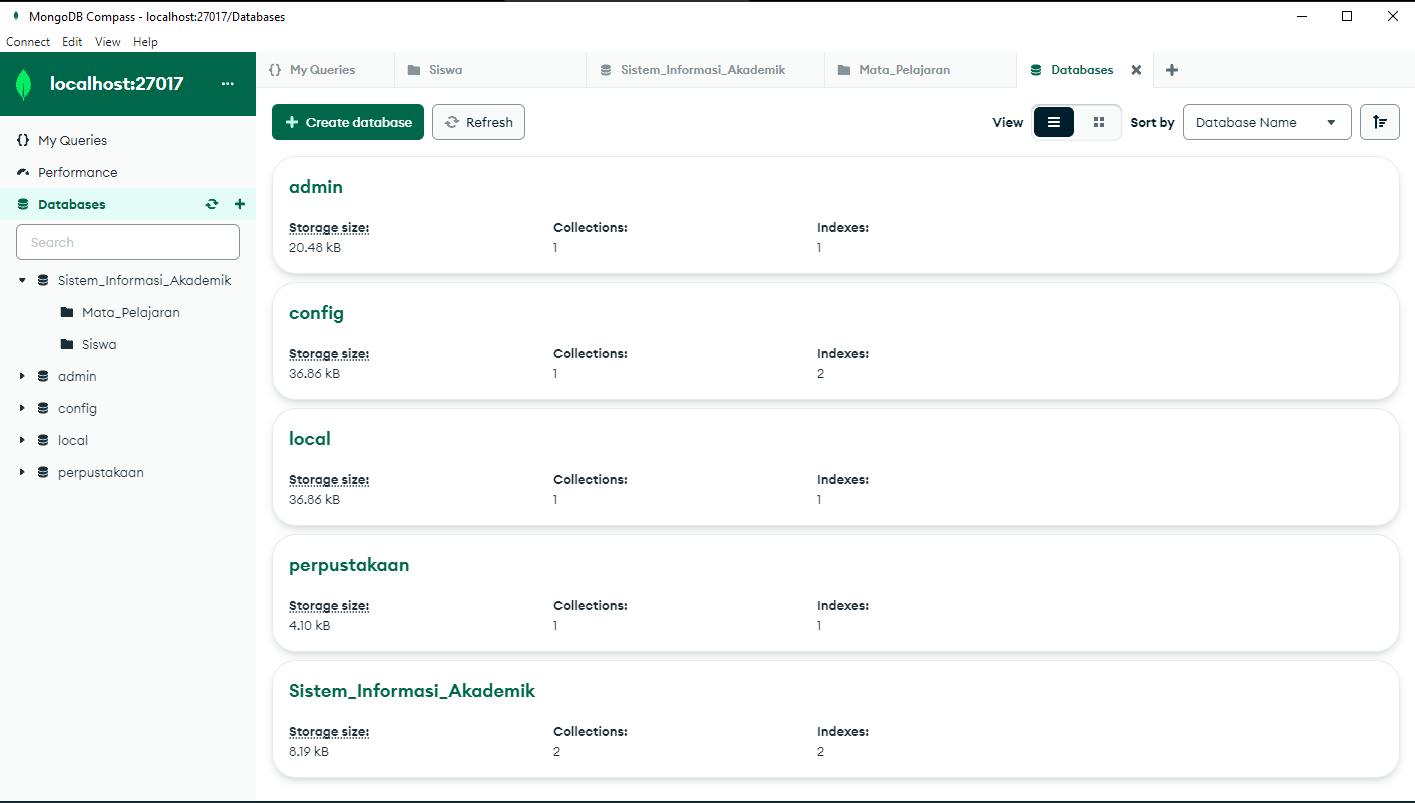 MongoDB Compass - localhost:27017/Databases
Connect Edit View Help
localhost:27017 ...
{} My Queries
Performance
Databases
Search
Sistem_Informasi_Akademik
Mata_Pelajaran
Siswa
admin
config
local
perpustakaan
{} My Queries Siswa Sistem_Informasi_Akademik Mata_Pelajaran Databases
Create database Refresh View Sort by Database Name
admin
Storage size: Collections: Indexes:
20.48 kB 1 1
config
Storage size: Collections: Indexes:
36.86 kB 1 2
local
Storage size: Collections: Indexes:
36.86 kB 1 1
perpustakaan
Storage size: Collections: Indexes:
4.10 kB 1 1
Sistem_Informasi_Akademik
Storage size: Collections: Indexes:
8.19 kB 2 2